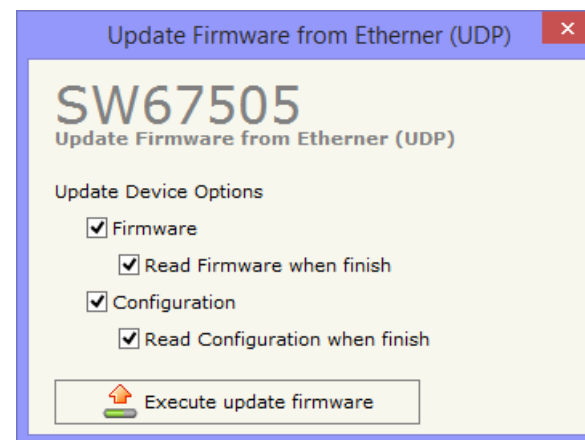 Update Firmware from Etherner (UDP)
SW67505
Update Firmware from Etherner (UDP)
Update Device Options
Firmware
Read Firmware when finish
Configuration
Read Configuration when finish
Execute update firmware